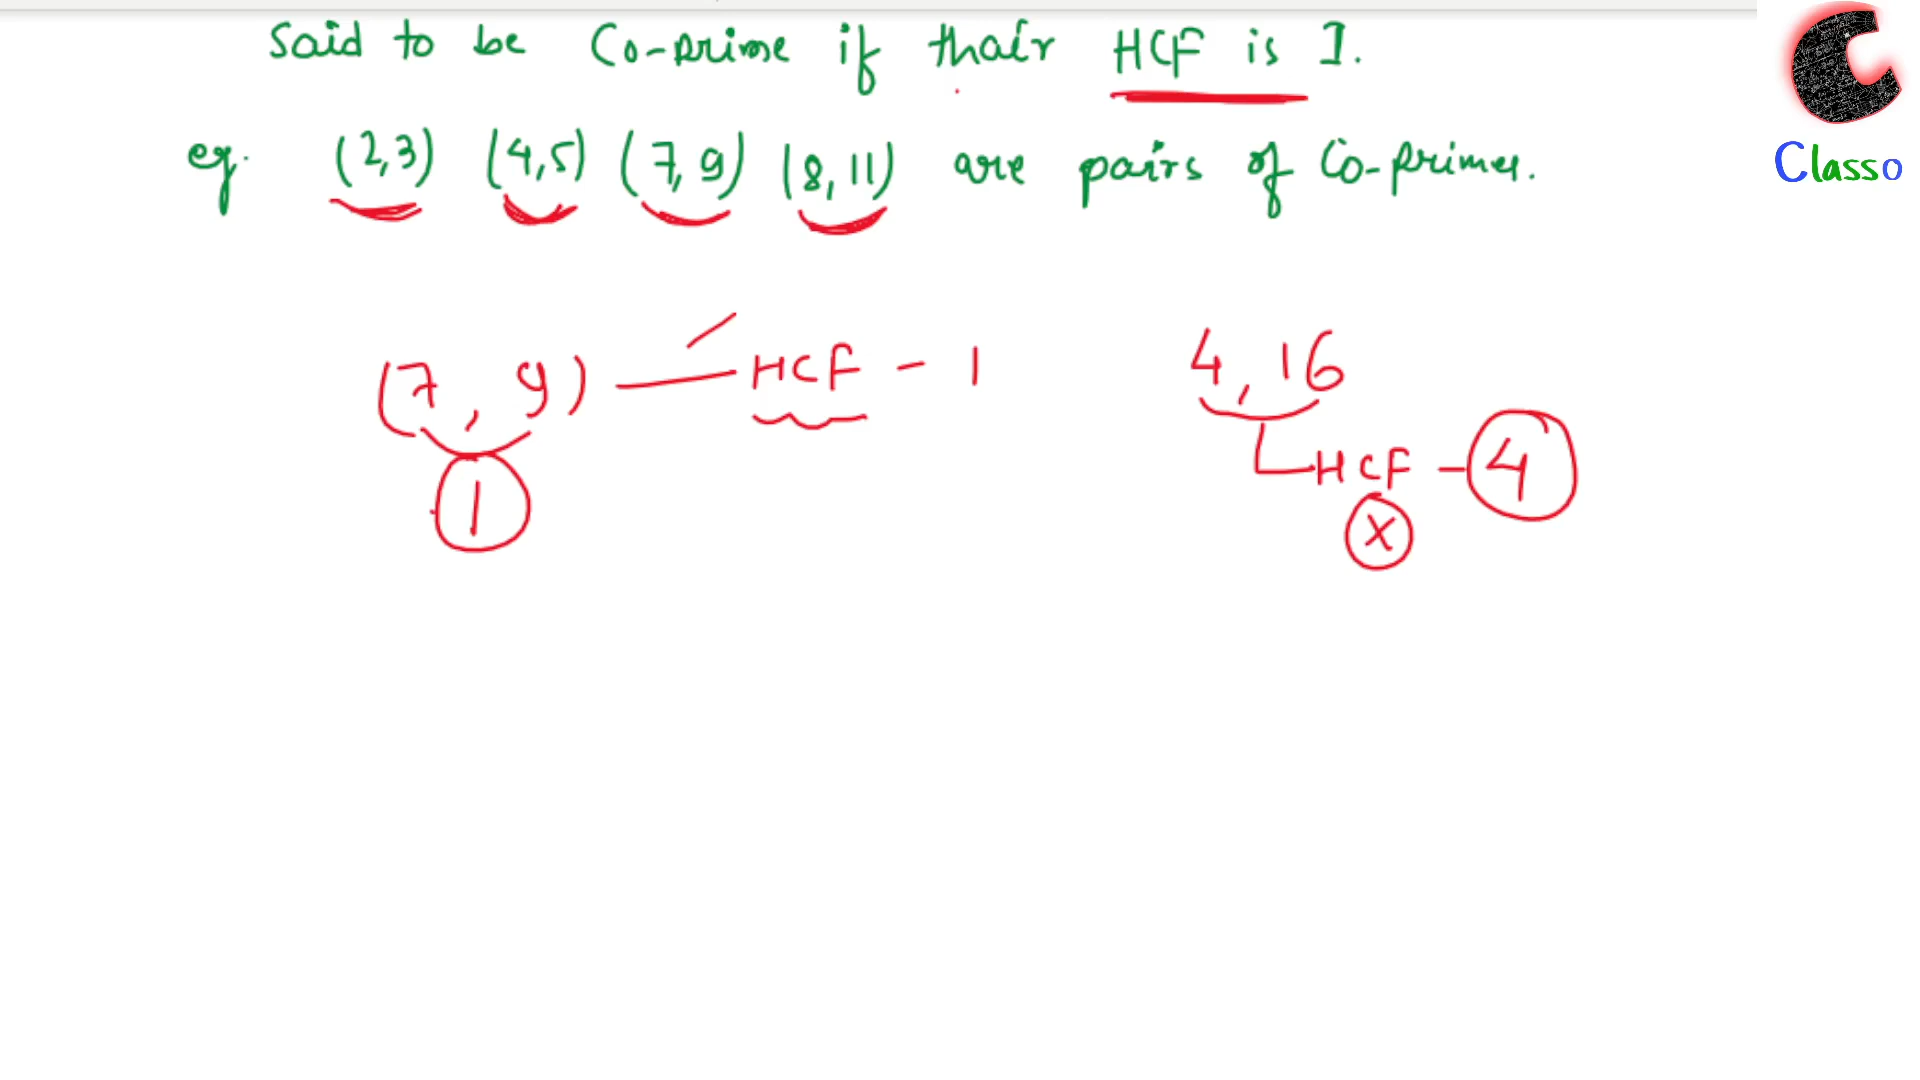 Said to be Co-prime if thair HCF is 1.
eg. (2,3) (4,5) (7,9) (8,11) are pairs of Co-primes.
(7, 9) — HCF - 1
1
4, 16
HCF - 4
x
Classo